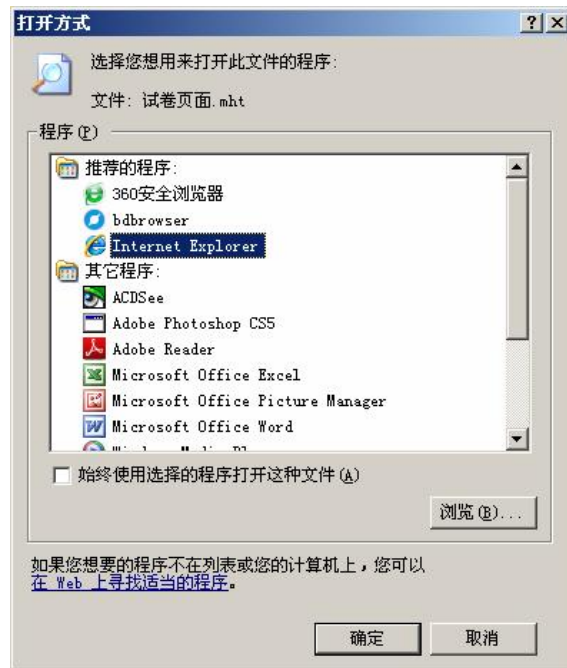 打开方式
选择您想用来打开此文件的程序:
文件: 试卷页面.mht
程序(P)
推荐的程序:
360安全浏览器
bdbrowser
Internet Explorer
其它程序:
ACDSee
Adobe Photoshop CS5
Adobe Reader
Microsoft Office Excel
Microsoft Office Picture Manager
Microsoft Office Word
始终使用选择的程序打开这种文件(A)
浏览(B)...
如果您想要的程序不在列表或您的计算机上，您可以
在 Web 上寻找适当的程序。
确定 取消